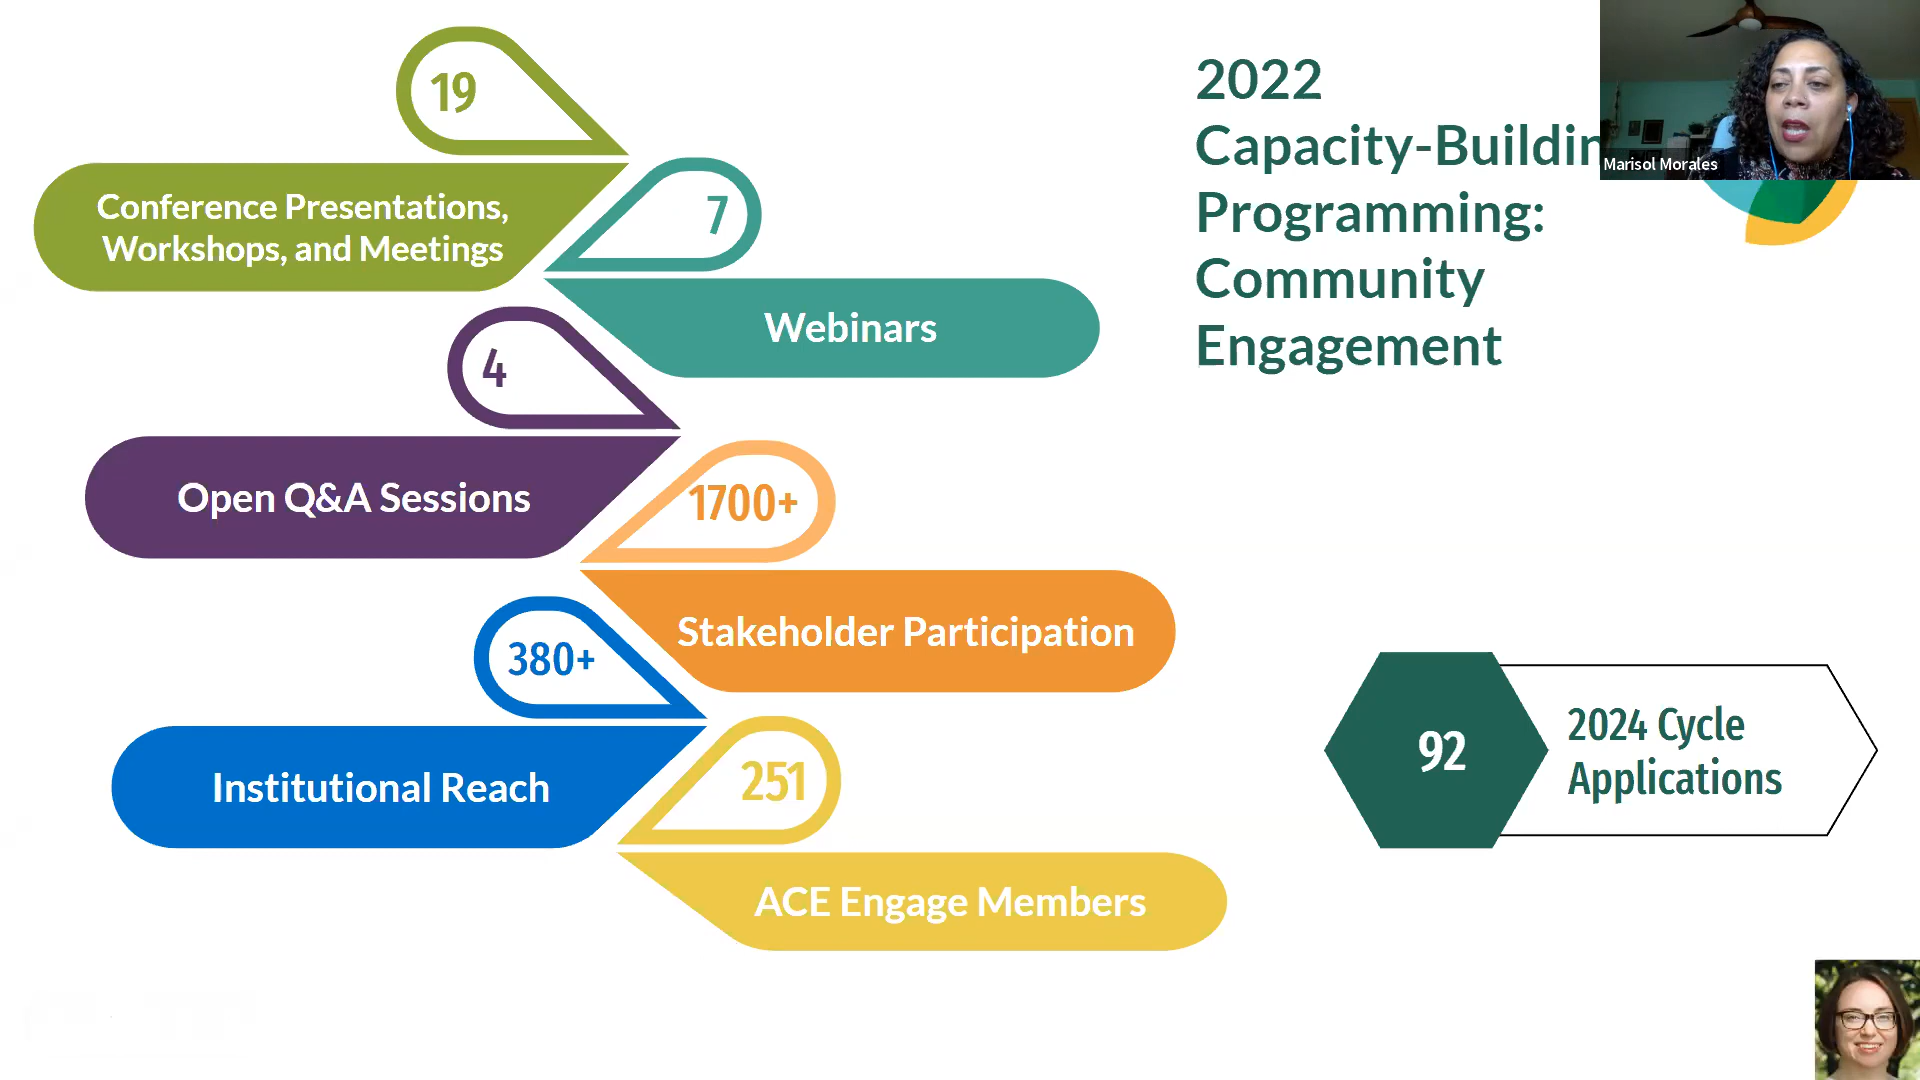 19
Conference Presentations,
Workshops, and Meetings
7
Webinars
4
Open Q&A Sessions
1700+
Stakeholder Participation
380+
Institutional Reach
251
ACE Engage Members
2022
Capacity-Buildin
Programming:
Community
Engagement
Marisol Morales
92
2024 Cycle
Applications